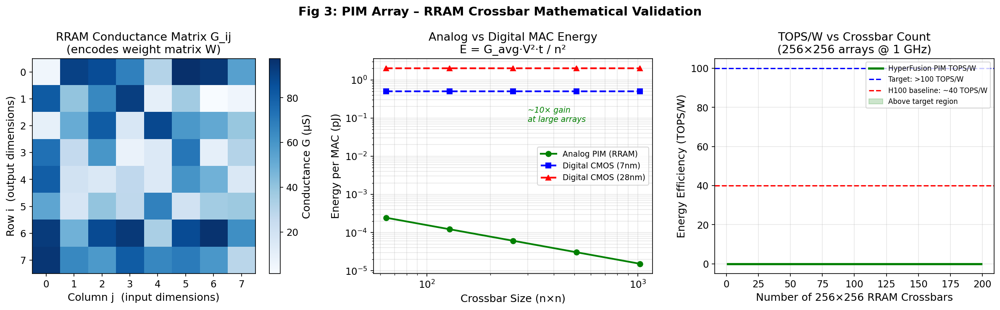 Fig 3: PIM Array – RRAM Crossbar Mathematical Validation
RRAM Conductance Matrix G_ij
(encodes weight matrix W)
Row i (output dimensions)
0
1
2
3
4
5
6
7
0 1 2 3 4 5 6 7
Column j (input dimensions)
80
60
40
20
Conductance G (µS)
Analog vs Digital MAC Energy
E = G_avg·V²·t / n²
Energy per MAC (pJ)
10⁰
10⁻¹
10⁻²
10⁻³
10⁻⁴
10⁻⁵
~10× gain
at large arrays
Analog PIM (RRAM)
Digital CMOS (7nm)
Digital CMOS (28nm)
10² 10³
Crossbar Size (n×n)
TOPS/W vs Crossbar Count
(256×256 arrays @ 1 GHz)
Energy Efficiency (TOPS/W)
100
80
60
40
20
0
HyperFusion PIM TOPS/W
Target: >100 TOPS/W
H100 baseline: ~40 TOPS/W
Above target region
0 25 50 75 100 125 150 175 200
Number of 256×256 RRAM Crossbars